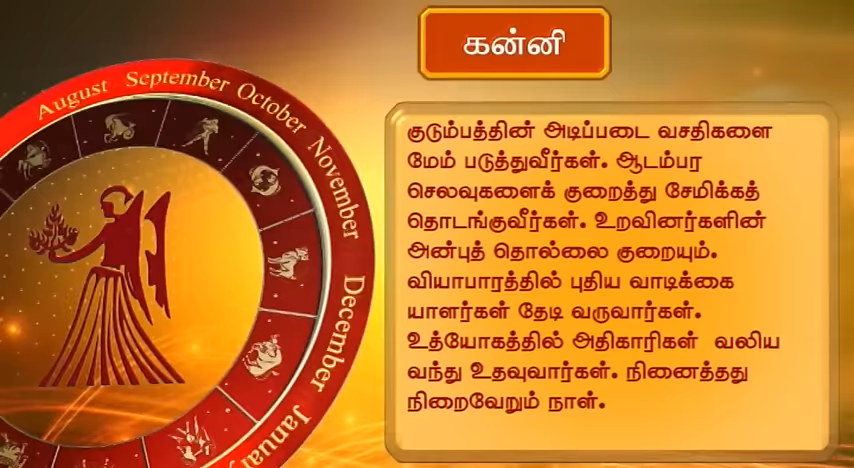 கன்னி
August September October November December January
குடும்பத்தின் அடிப்படை வசதிகளை
மேம் படுத்துவீர்கள். ஆடம்பர
செலவுகளைக் குறைத்து சேமிக்கத்
தொடங்குவீர்கள். உறவினர்களின்
அன்புத் தொல்லை குறையும்.
வியாபாரத்தில் புதிய வாடிக்கை
யாளர்கள் தேடி வருவார்கள்.
உத்யோகத்தில் அதிகாரிகள் வலிய
வந்து உதவுவார்கள். நினைத்தது
நிறைவேறும் நாள்.